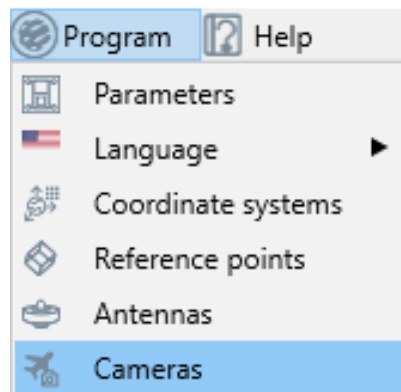 Program Help
Parameters
Language
Coordinate systems
Reference points
Antennas
Cameras